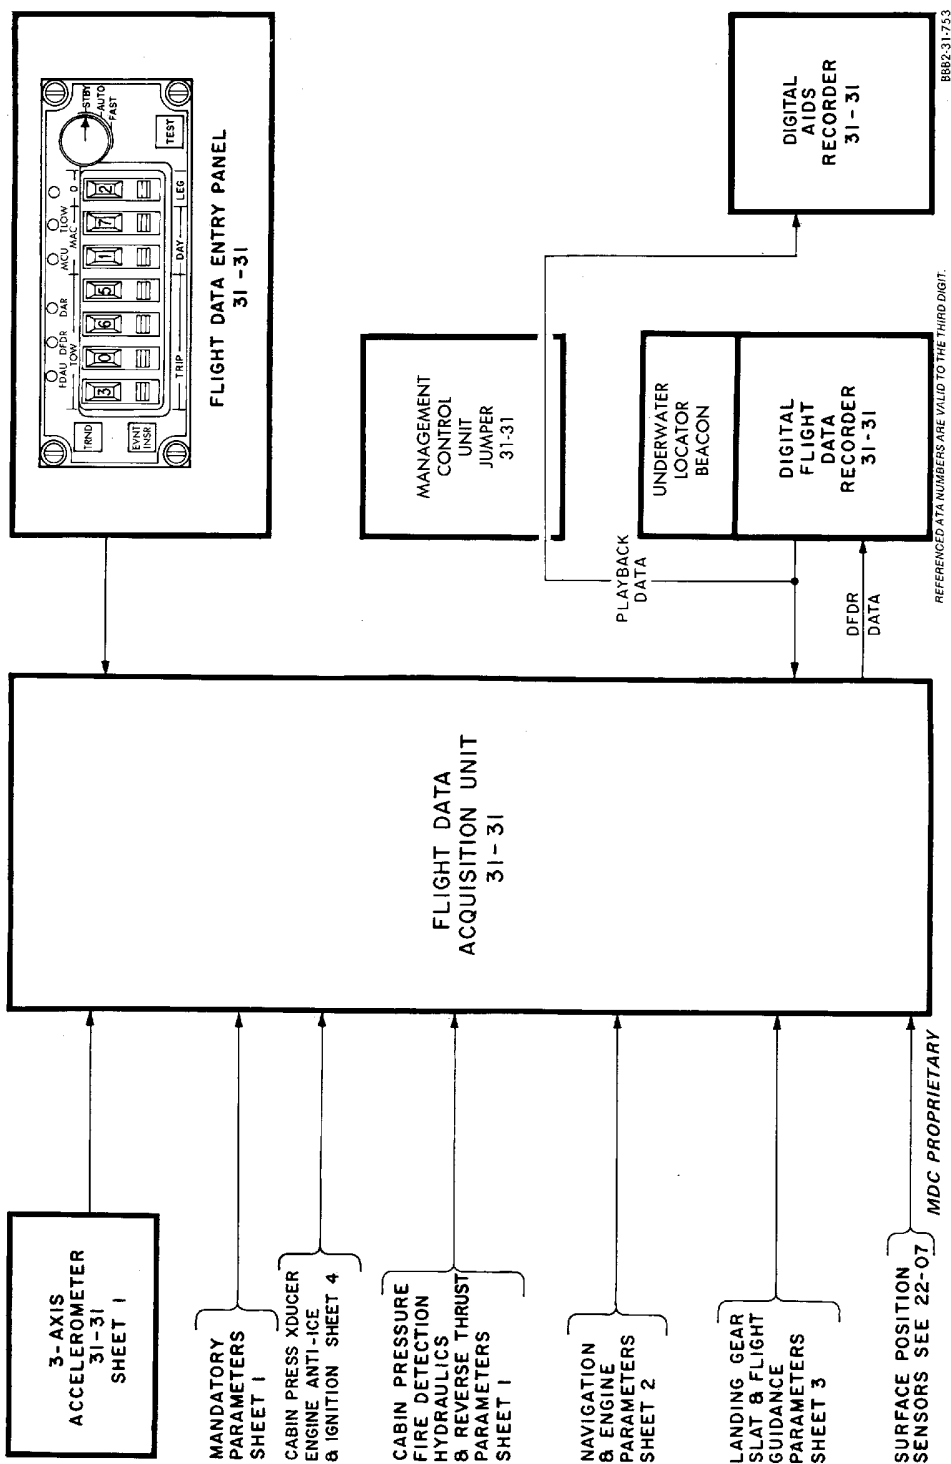 3-AXIS
ACCELEROMETER
31-31
SHEET 1
MANDATORY
PARAMETERS
SHEET 1
CABIN PRESS XDUCER
ENGINE ANTI-ICE
& IGNITION SHEET 4
CABIN PRESSURE
FIRE DETECTION
HYDRAULICS
& REVERSE THRUST
PARAMETERS
SHEET 1
NAVIGATION
& ENGINE
PARAMETERS
SHEET 2
LANDING GEAR
SLAT & FLIGHT
GUIDANCE
PARAMETERS
SHEET 3
SURFACE POSITION
SENSORS SEE 22-07
MDC PROPRIETARY
FLIGHT DATA
ACQUISITION UNIT
31-31
TRND
EVNT
INSR
FDAU DFDR DAR MCU TLOW D
TOW MAC
3 0 6 5 1 7 2
TRIP DAY LEG
STBY
AUTO
FAST
TEST
FLIGHT DATA ENTRY PANEL
31-31
MANAGEMENT
CONTROL
UNIT
JUMPER
31-31
PLAYBACK
DATA
UNDERWATER
LOCATOR
BEACON
DIGITAL
FLIGHT
DATA
RECORDER
31-31
DFDR
DATA
DIGITAL
AIDS
RECORDER
31-31
REFERENCED ATA NUMBERS ARE VALID TO THE THIRD DIGIT.
BBB2-31-753